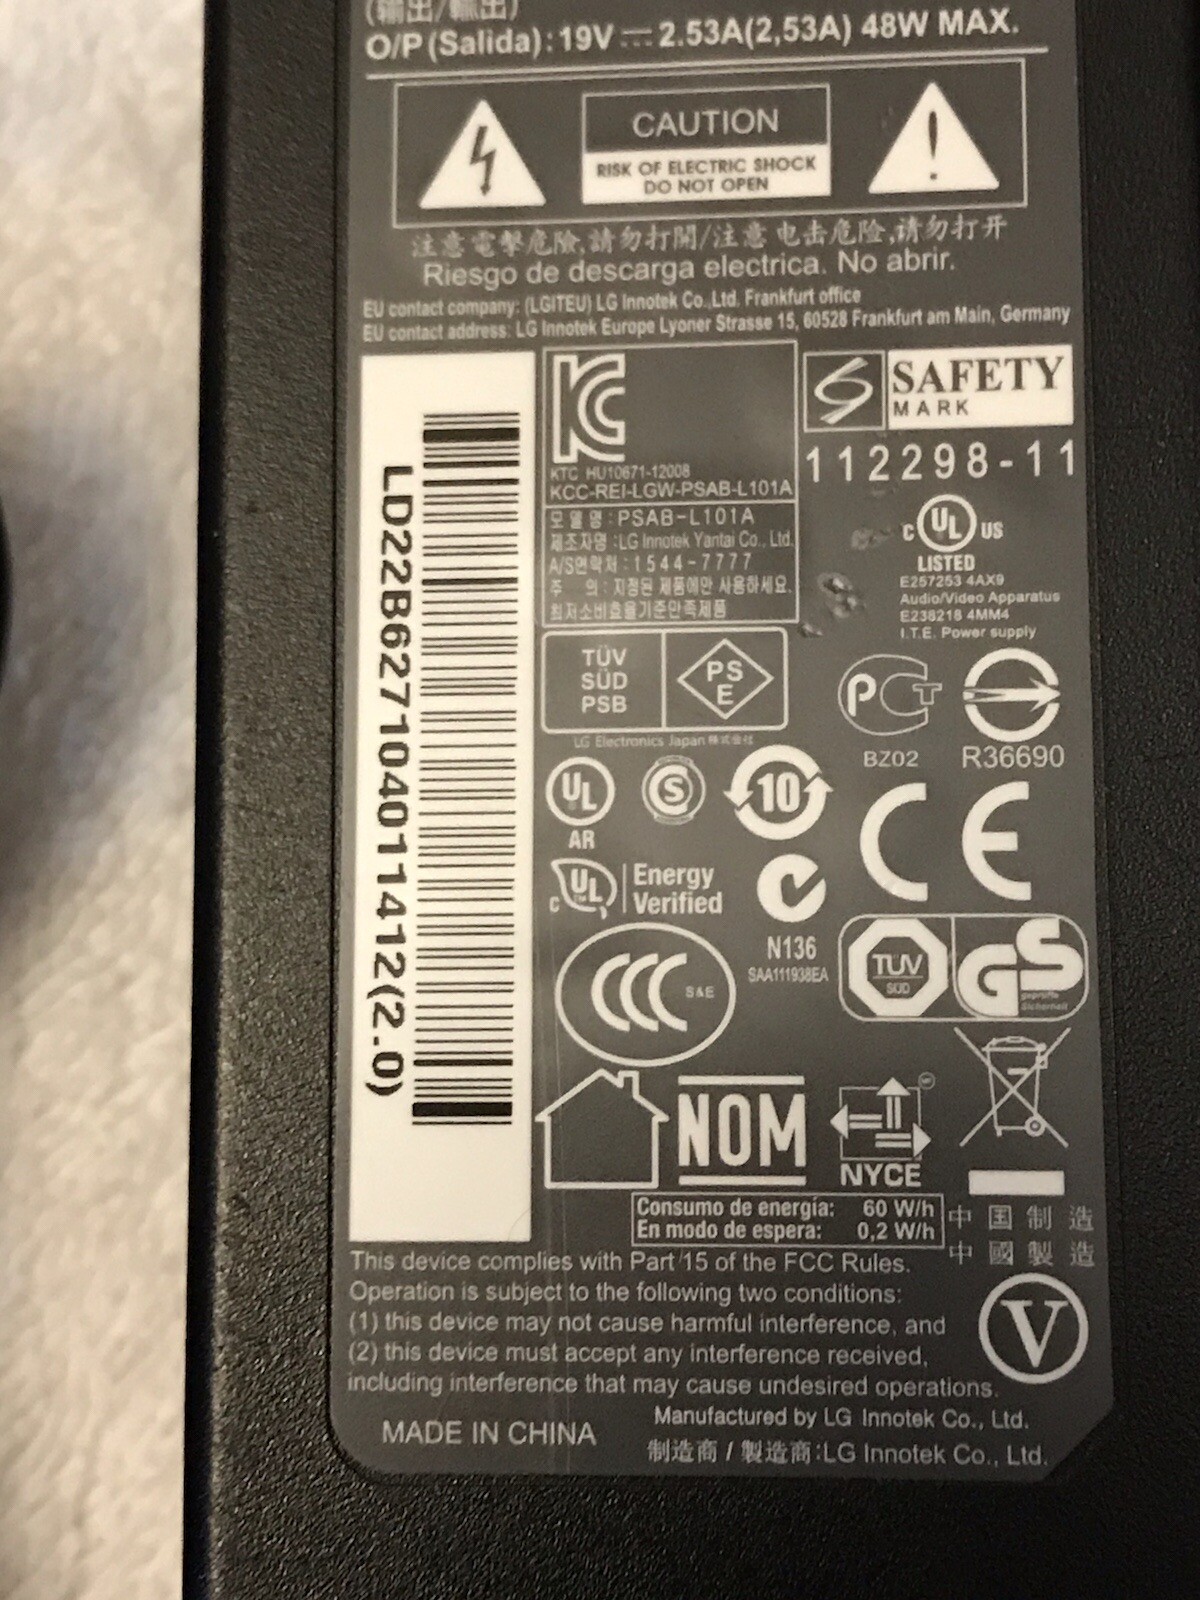 (输出/輸出)
O/P(Salida): 19V ⎓ 2.53A(2,53A) 48W MAX.
CAUTION
RISK OF ELECTRIC SHOCK
DO NOT OPEN
注意電擊危險,請勿打開/注意 电击危险,请勿打开
Riesgo de descarga electrica. No abrir.
EU contact company: (LGITEU) LG Innotek Co.,Ltd. Frankfurt office
EU contact address: LG Innotek Europe Lyoner Strasse 15, 60528 Frankfurt am Main, Germany
LD22B627104011412(2.0)
KC
KTC HU10671-12008
KCC-REI-LGW-PSAB-L101A
모델명:PSAB-L101A
제조자명:LG Innotek Yantai Co., Ltd.
A/S연락처:1544-7777
주 의: 지정된 제품에만 사용하세요.
최저소비효율기준만족제품
SAFETY
MARK
112298-11
C UL US
LISTED
E257253 4AX9
Audio/Video Apparatus
E238218 4MM4
I.T.E. Power supply
TÜV
SÜD
PSB
PS
E
LG Electronics Japan 株式会社
PCT
BZ02
R36690
UL
AR
S
10
CE
c UL
Energy
Verified
N136
SAA111938EA
CCC
S&E
TUV
SÜD
GS
geprüfte
Sicherheit
NOM
NYCE
Consumo de energía: 60 W/h
En modo de espera: 0,2 W/h
中国制造
中國製造
This device complies with Part 15 of the FCC Rules.
Operation is subject to the following two conditions:
(1) this device may not cause harmful interference, and
(2) this device must accept any interference received,
including interference that may cause undesired operations.
V
MADE IN CHINA
Manufactured by LG Innotek Co., Ltd.
制造商 / 製造商:LG Innotek Co., Ltd.